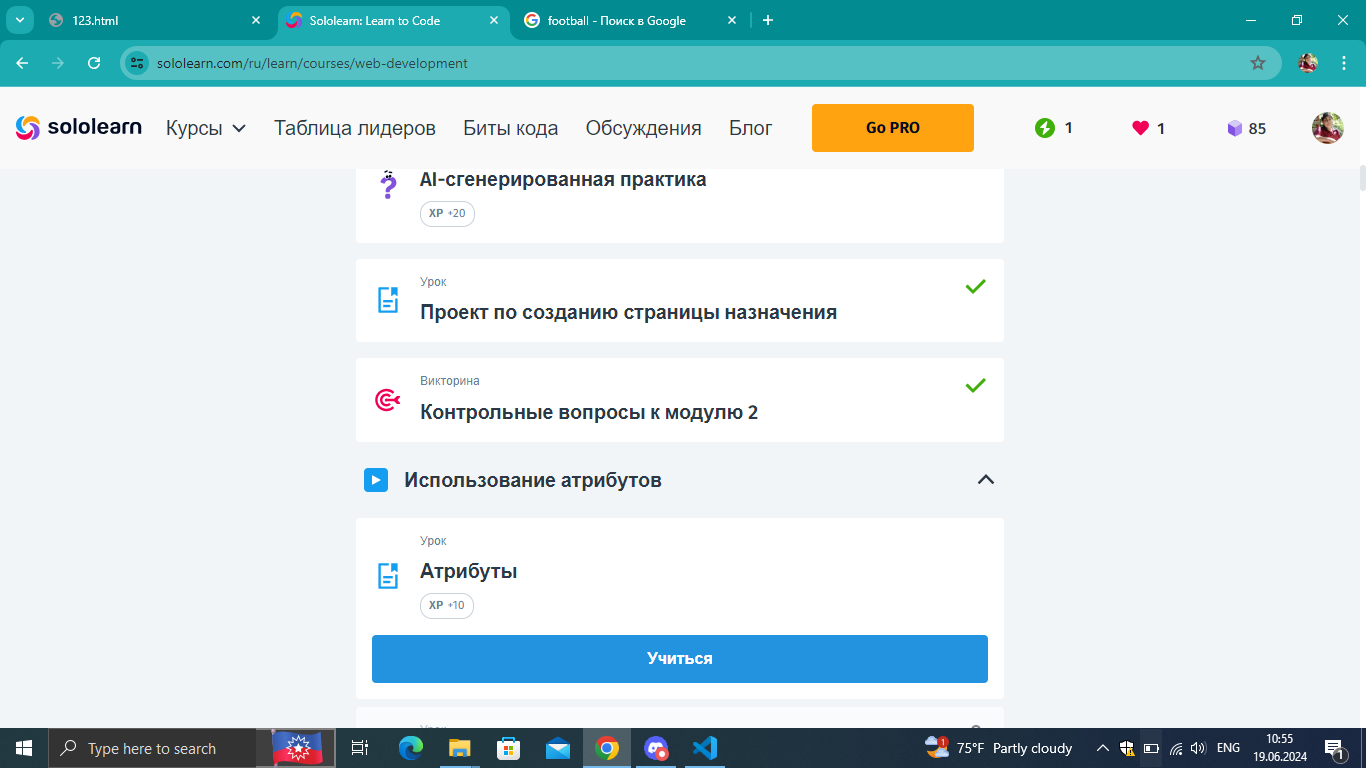 123.html
Sololearn: Learn to Code
football - Поиск в Google
sololearn.com/ru/learn/courses/web-development
sololearn
Курсы
Таблица лидеров
Биты кода
Обсуждения
Блог
Go PRO
1
1
85
AI-сгенерированная практика
XP +20
Урок
Проект по созданию страницы назначения
Викторина
Контрольные вопросы к модулю 2
Использование атрибутов
Урок
Атрибуты
XP +10
Учиться
Урок
Type here to search
1
75°F Partly cloudy
ENG
10:55
19.06.2024
1